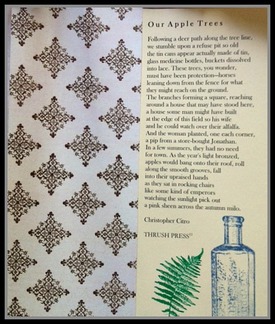 Our Apple Trees
Following a deer path along the tree line,
we stumble upon a refuse pit so old
the tin cans appear actually made of tin,
glass medicine bottles, buckets dissolved
into lace. These trees, you wonder,
must have been protection—horses
leaning down from the fence for what
they might reach on the ground.
The branches forming a square, reaching
around a house that may have stood here,
a house some man might have built
at the edge of this field so his wife
and he could watch over their alfalfa.
And the woman planted, one each corner,
a pip from a store-bought Jonathan.
In a few summers, they had no need
for town. As the year's light bronzed,
apples would bang onto their roof, roll
along the smooth grooves, fall
into their upraised hands
as they sat in rocking chairs
like some kind of emperors
watching the sunlight pick out
a pink sheen across the autumn milks.
Christopher Citro
THRUSH PRESS